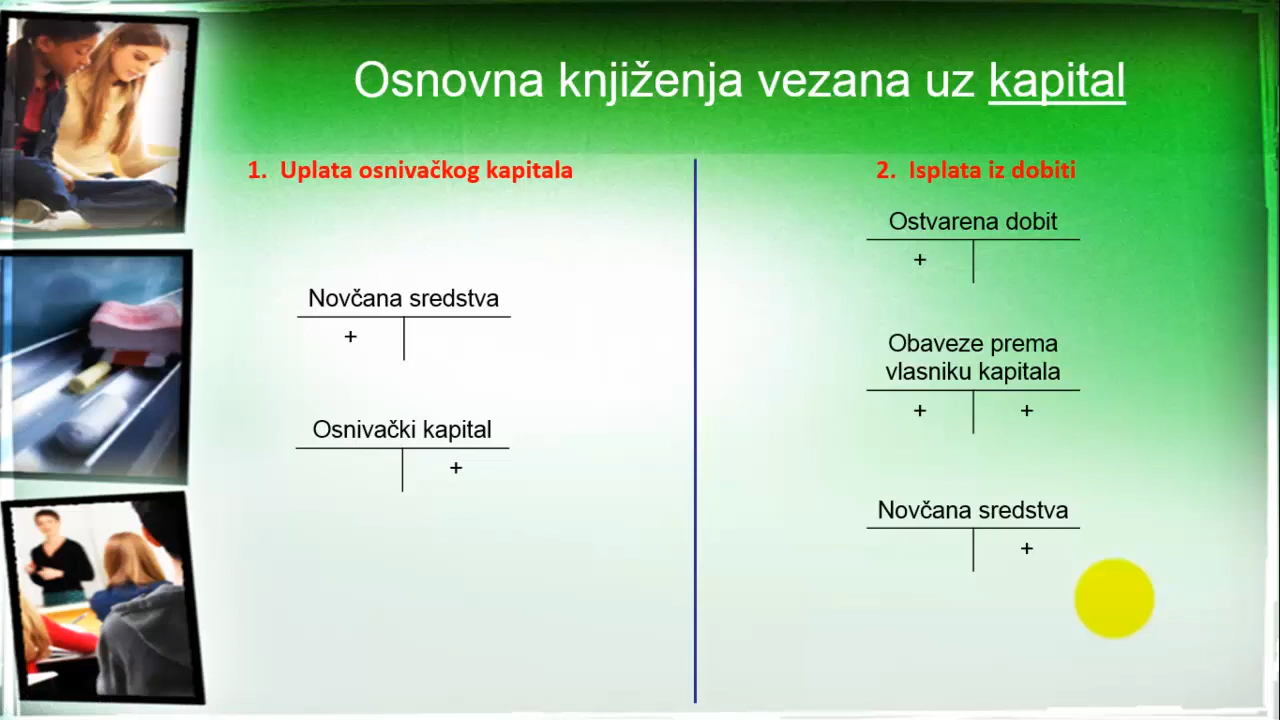 Osnovna knjiženja vezana uz kapital
1. Uplata osnivačkog kapitala
Novčana sredstva
+
Osnivački kapital
+
2. Isplata iz dobiti
Ostvarena dobit
+
Obaveze prema
vlasniku kapitala
+ +
Novčana sredstva
+